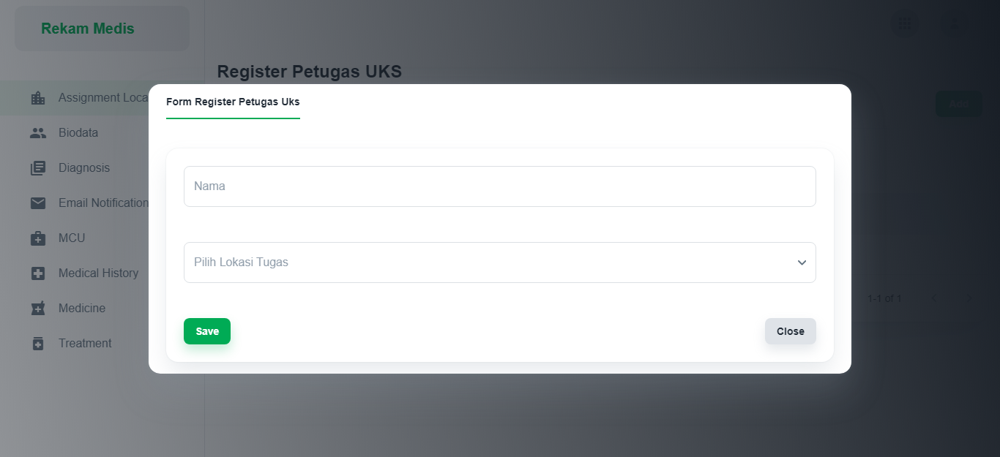 Rekam Medis
Register Petugas UKS
Assignment Loca
Add
Biodata
Diagnosis
Email Notification
MCU
Medical History
Medicine
Treatment
Form Register Petugas Uks
Nama
Pilih Lokasi Tugas
Save
Close
1-1 of 1